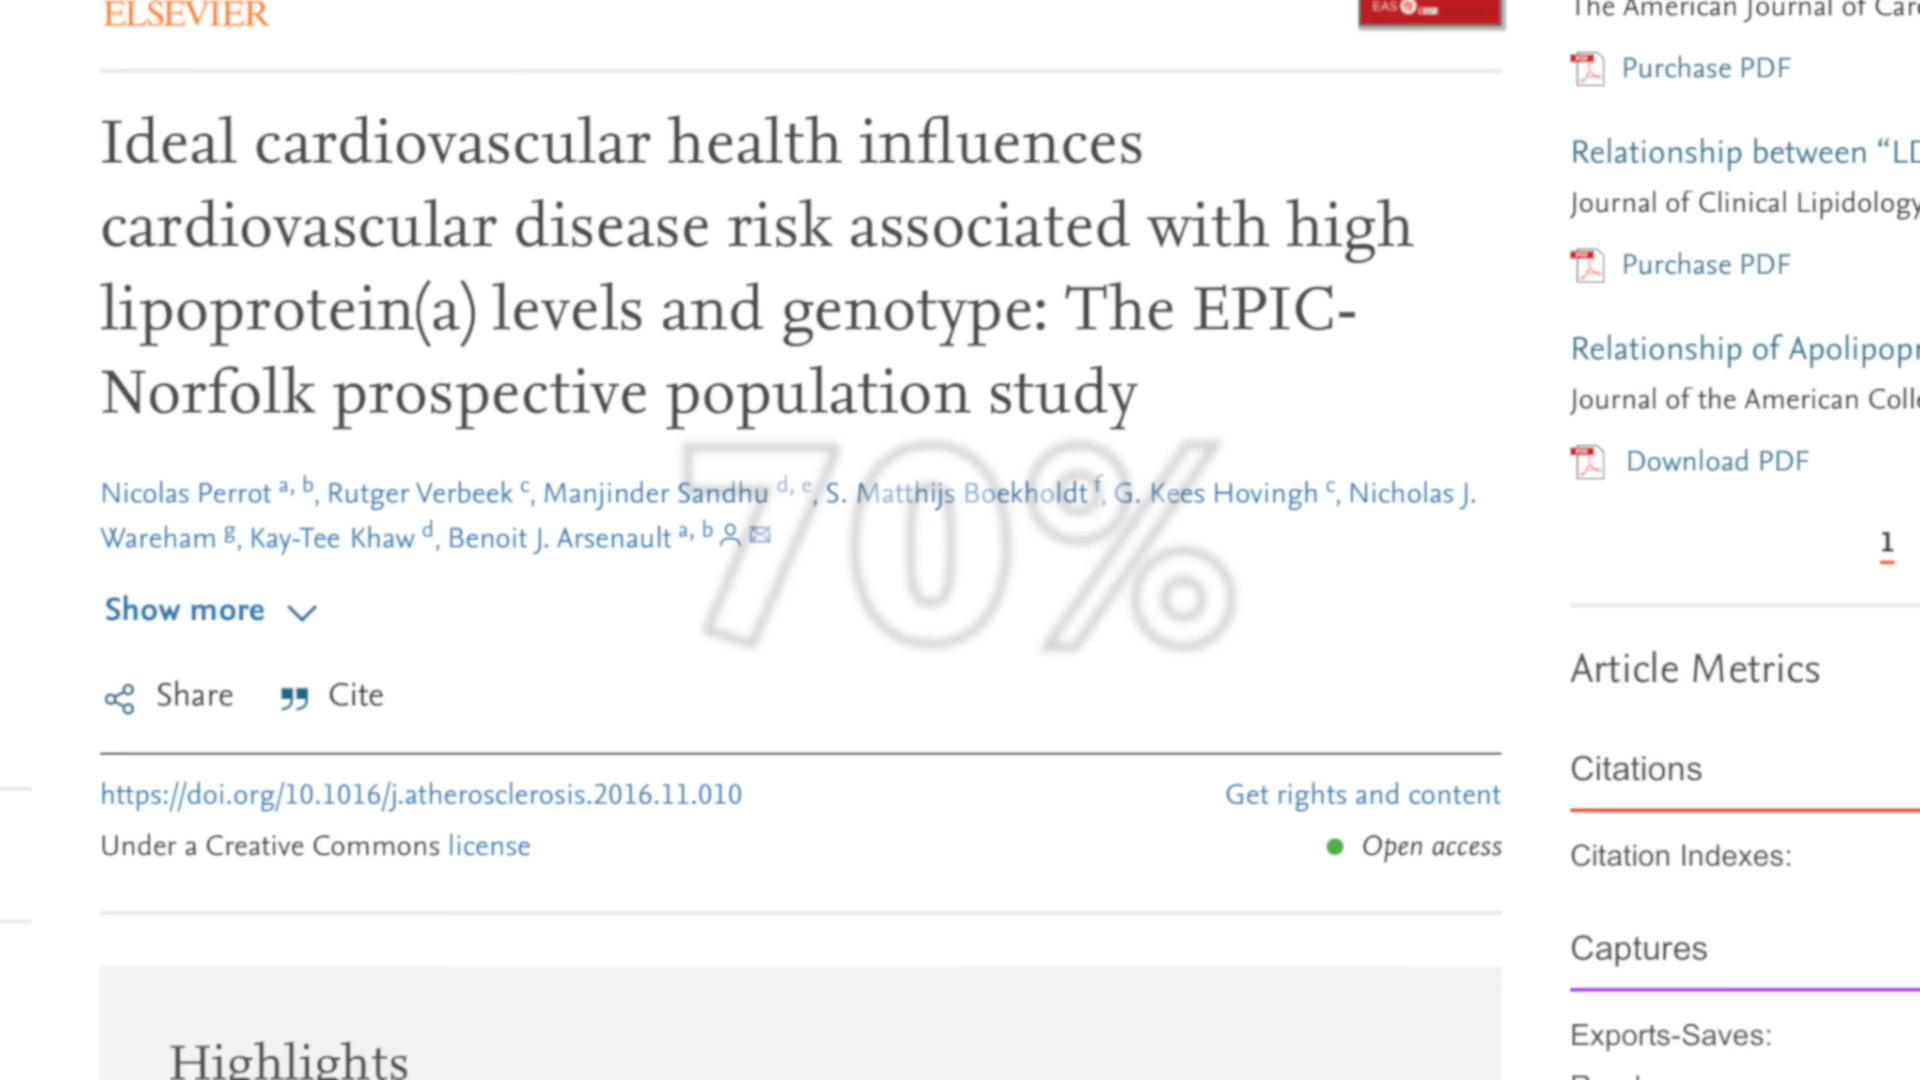 ELSEVIER
EAS
Ideal cardiovascular health influences
cardiovascular disease risk associated with high
lipoprotein(a) levels and genotype: The EPIC-
Norfolk prospective population study
Nicolas Perrot a, b, Rutger Verbeek c, Manjinder Sandhu d, e, S. Matthijs Boekholdt f, G. Kees Hovingh c, Nicholas J.
Wareham g, Kay-Tee Khaw d, Benoit J. Arsenault a, b
70%
Show more
Share Cite
https://doi.org/10.1016/j.atherosclerosis.2016.11.010 Get rights and content
Under a Creative Commons license Open access
Highlights
The American Journal of Car
Purchase PDF
Relationship between “LD
Journal of Clinical Lipidology
Purchase PDF
Relationship of Apolipopr
Journal of the American Colle
Download PDF
1
Article Metrics
Citations
Citation Indexes:
Captures
Exports-Saves: